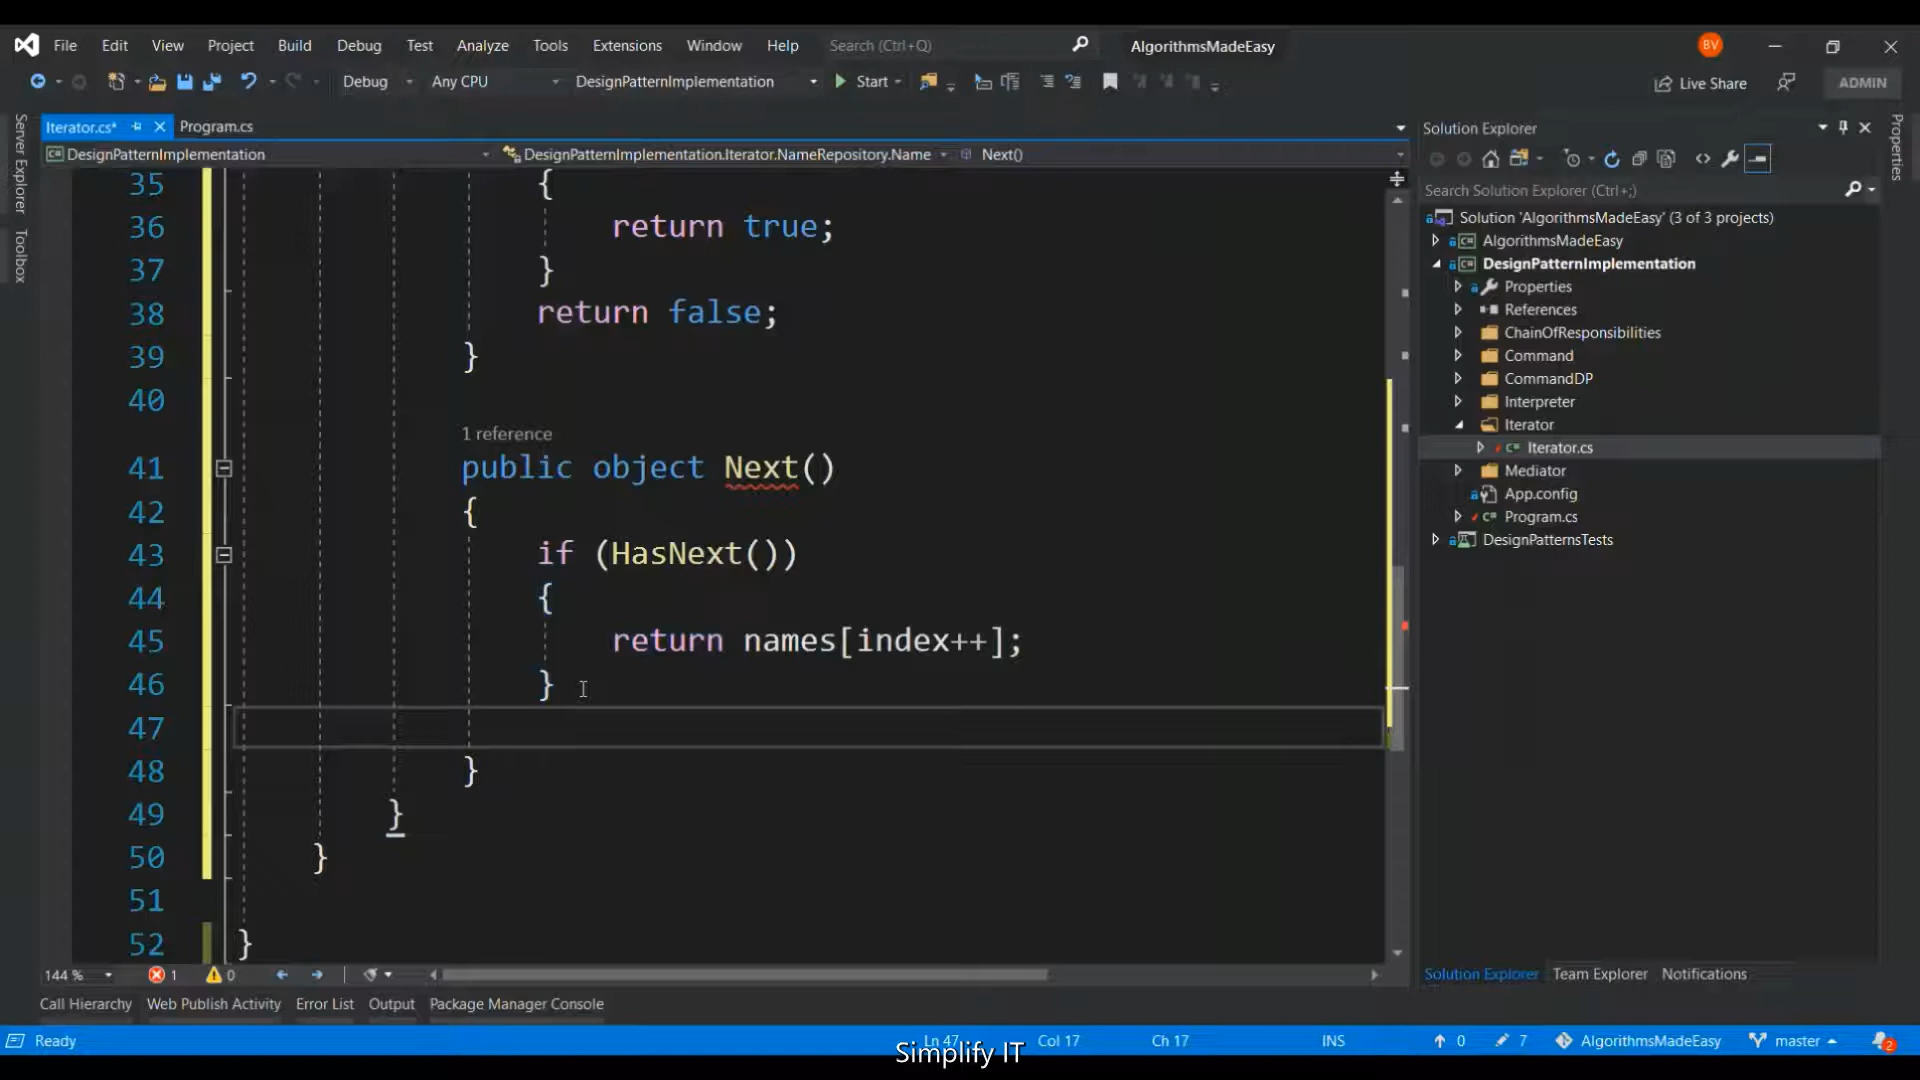 File Edit View Project Build Debug Test Analyze Tools Extensions Window Help Search (Ctrl+Q) AlgorithmsMadeEasy BV
Debug Any CPU DesignPatternImplementation Start Live Share ADMIN
Iterator.cs* Program.cs
DesignPatternImplementation DesignPatternImplementation.Iterator.NameRepository.Name Next()
Server Explorer
Toolbox
35 {
36 return true;
37 }
38 return false;
39 }
40
1 reference
41 public object Next()
42 {
43 if (HasNext())
44 {
45 return names[index++];
46 }
47
48 }
49 }
50 }
51
52 }
144 % 1 0
Solution Explorer
Search Solution Explorer (Ctrl+;)
Solution 'AlgorithmsMadeEasy' (3 of 3 projects)
C# AlgorithmsMadeEasy
C# DesignPatternImplementation
Properties
References
ChainOfResponsibilities
Command
CommandDP
Interpreter
Iterator
C# Iterator.cs
Mediator
App.config
C# Program.cs
DesignPatternsTests
Solution Explorer Team Explorer Notifications
Properties
Call Hierarchy Web Publish Activity Error List Output Package Manager Console
Ready Ln 47 Col 17 Ch 17 INS 0 7 AlgorithmsMadeEasy master 2
Simplify IT